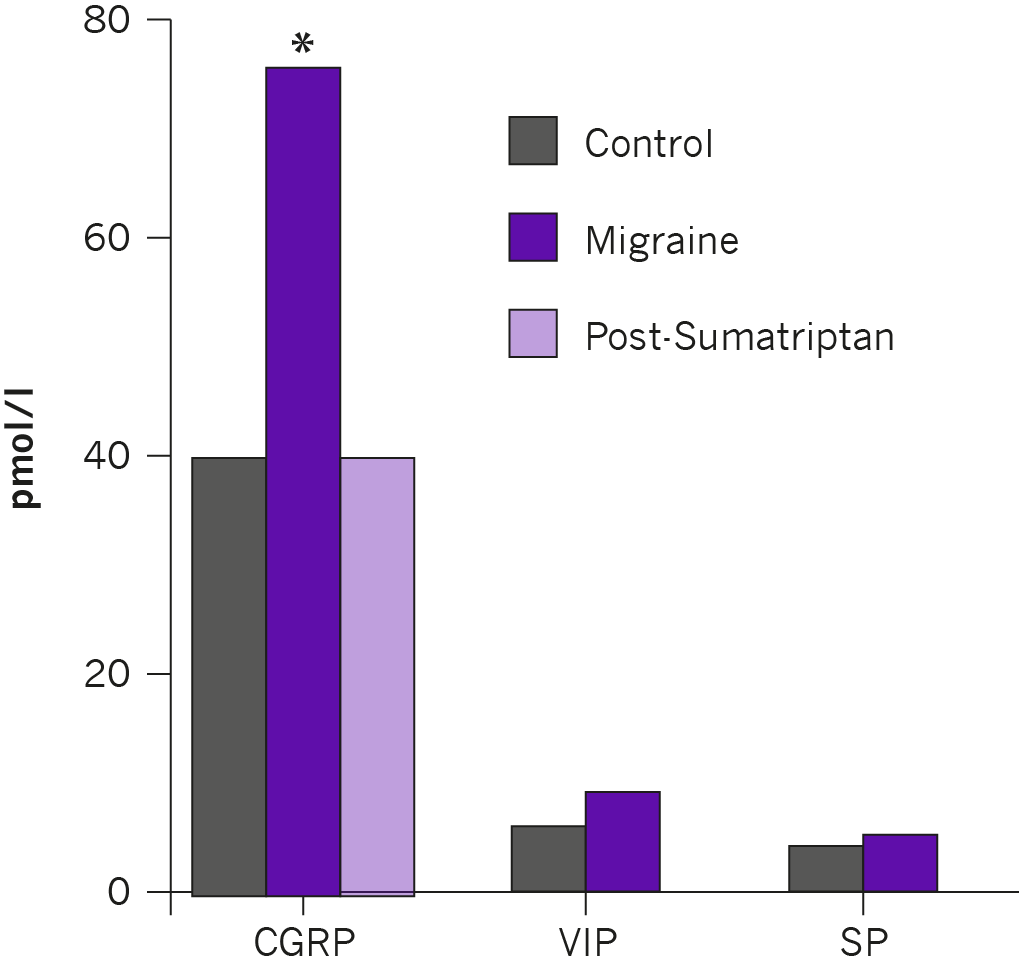 80
60
40
20
0
pmol/l
*
Control
Migraine
Post-Sumatriptan
CGRP
VIP
SP